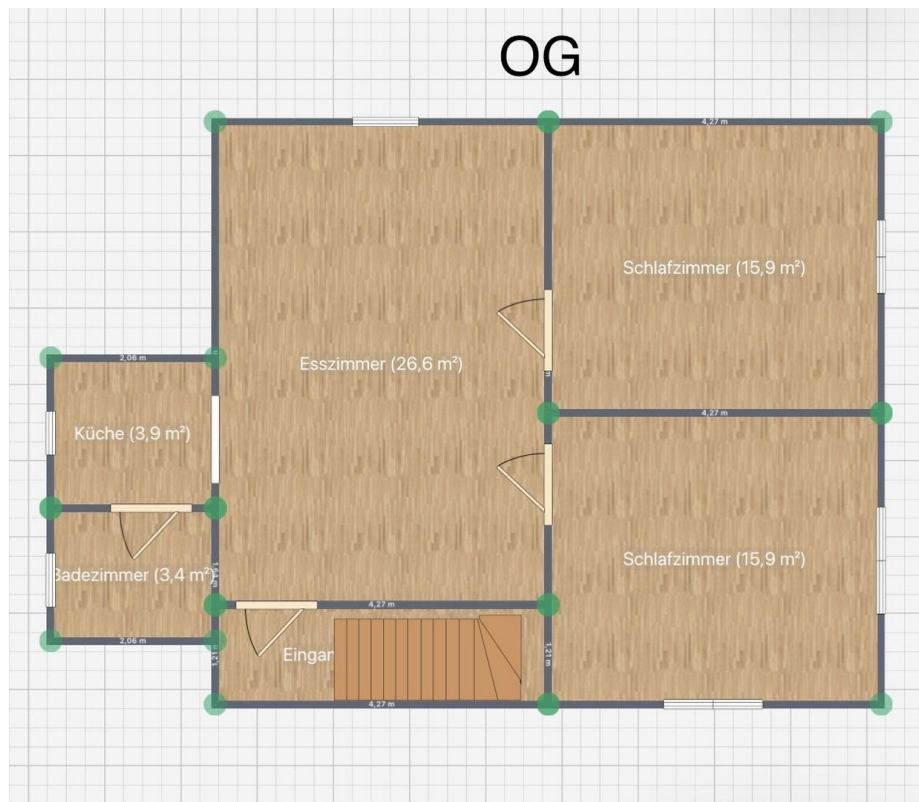 OG
4,27 m
Schlafzimmer (15,9 m²)
Esszimmer (26,6 m²)
2,06 m
4,27 m
Küche (3,9 m²)
Schlafzimmer (15,9 m²)
Badezimmer (3,4 m²)
1,64 m
4,27 m
2,06 m
Eingan
1,21 m
1,21 m
4,27 m